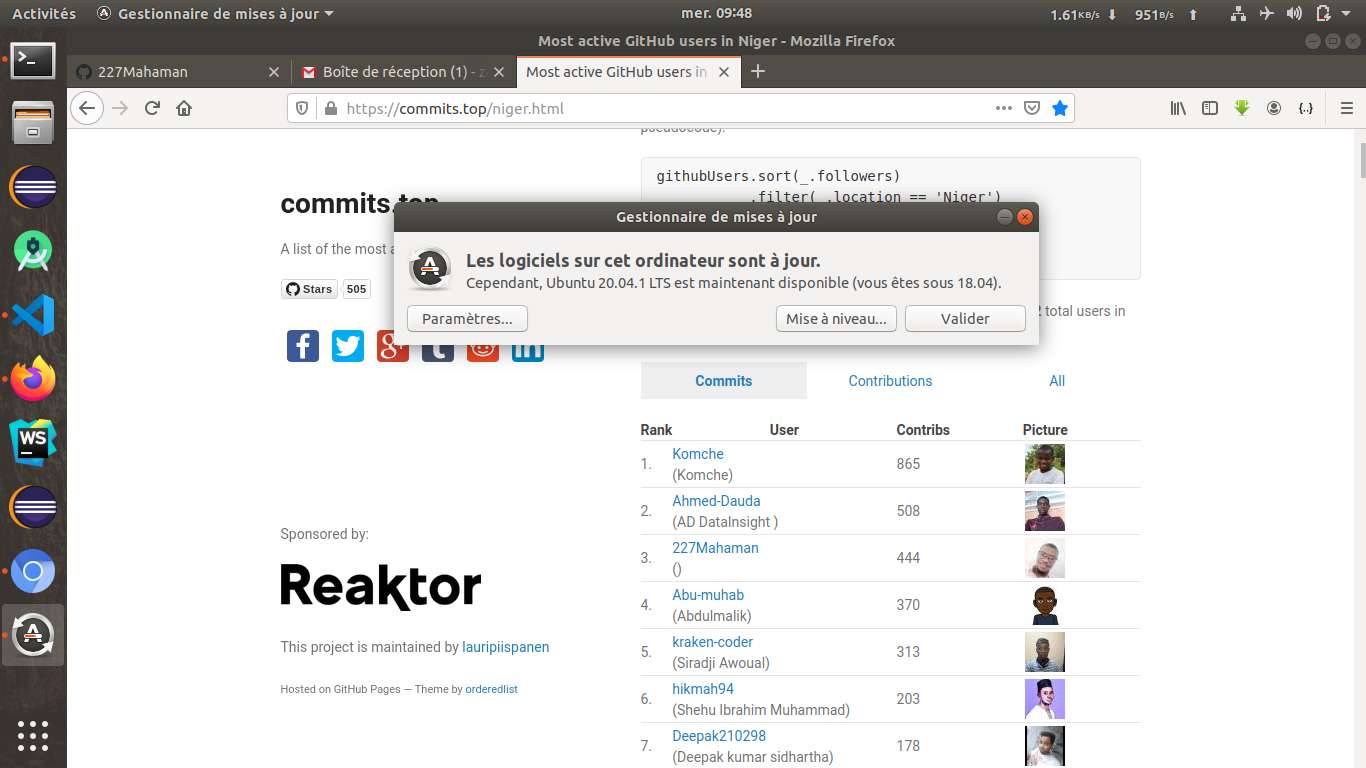 Activités
Gestionnaire de mises à jour
mer. 09:48
1.61KB/s
951B/s
Most active GitHub users in Niger - Mozilla Firefox
227Mahaman
Boîte de réception (1) - z
Most active GitHub users in
https://commits.top/niger.html
pseudocode):
githubUsers.sort(_.followers)
.filter(_.location == 'Niger')
commits.top
A list of the most a
Stars
505
Gestionnaire de mises à jour
Les logiciels sur cet ordinateur sont à jour.
Cependant, Ubuntu 20.04.1 LTS est maintenant disponible (vous êtes sous 18.04).
Paramètres...
Mise à niveau...
Valider
2 total users in
Commits
Contributions
All
Rank User Contribs Picture
1. Komche 865
(Komche)
2. Ahmed-Dauda 508
(AD DataInsight )
3. 227Mahaman 444
()
4. Abu-muhab 370
(Abdulmalik)
5. kraken-coder 313
(Siradji Awoual)
6. hikmah94 203
(Shehu Ibrahim Muhammad)
7. Deepak210298 178
(Deepak kumar sidhartha)
Sponsored by:
Reaktor
This project is maintained by lauripiispanen
Hosted on GitHub Pages — Theme by orderedlist
WS